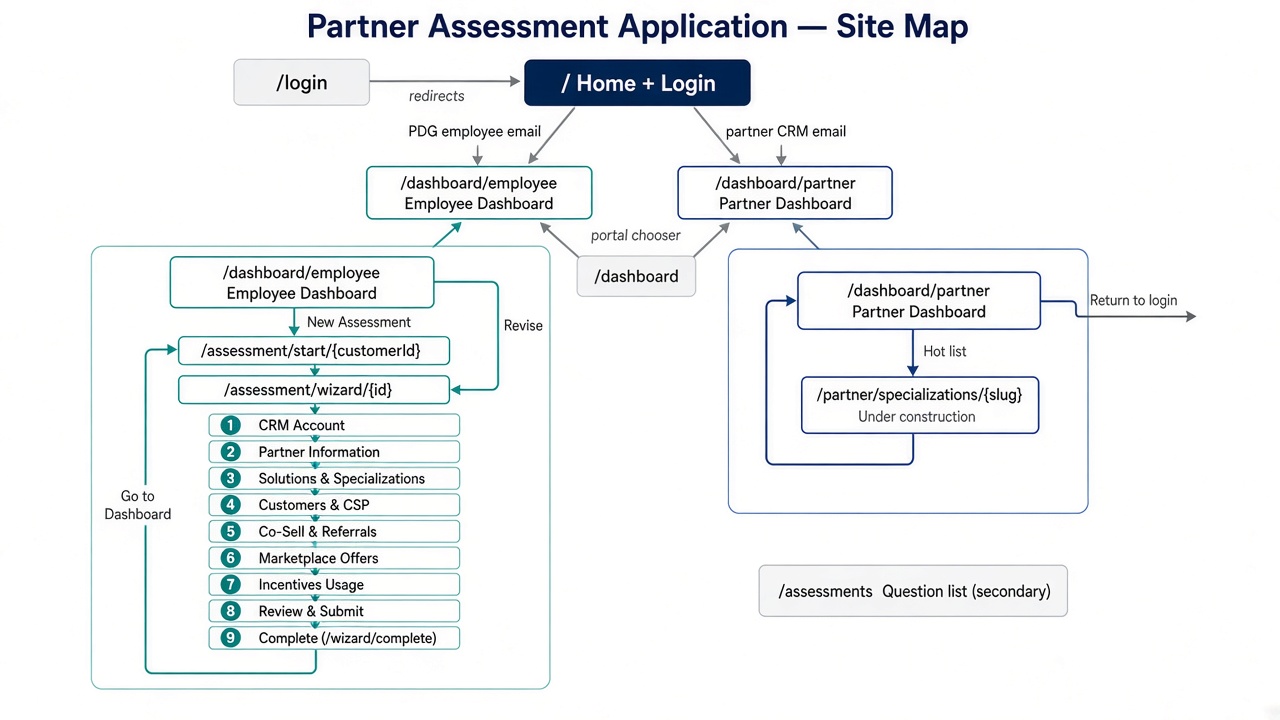 Partner Assessment Application — Site Map
/login
redirects
/ Home + Login
PDG employee email
partner CRM email
/dashboard/employee
Employee Dashboard
/dashboard/partner
Partner Dashboard
portal chooser
/dashboard
/dashboard/employee
Employee Dashboard
New Assessment
Revise
/assessment/start/{customerId}
/assessment/wizard/{id}
1 CRM Account
2 Partner Information
3 Solutions & Specializations
4 Customers & CSP
5 Co-Sell & Referrals
6 Marketplace Offers
7 Incentives Usage
8 Review & Submit
9 Complete (/wizard/complete)
Go to
Dashboard
/dashboard/partner
Partner Dashboard
Return to login
Hot list
/partner/specializations/{slug}
Under construction
/assessments Question list (secondary)